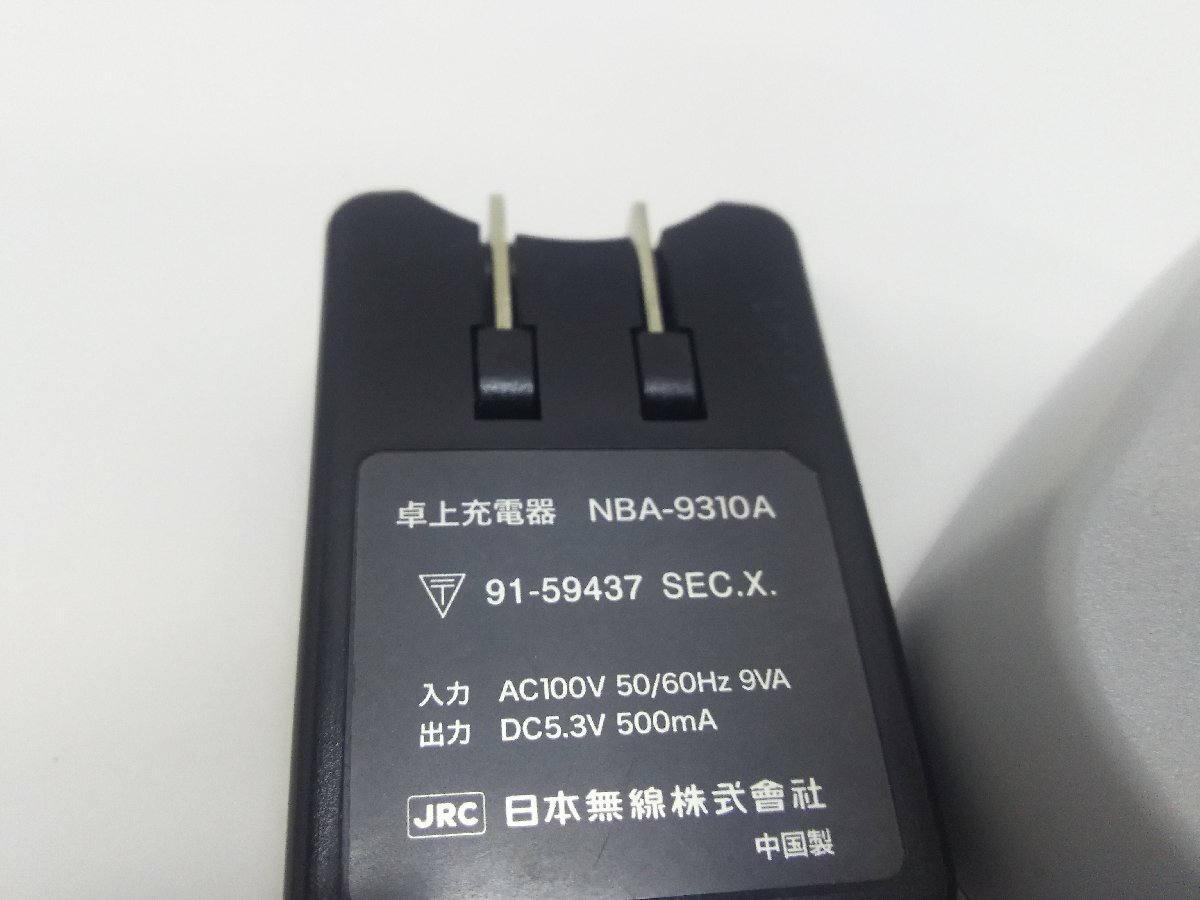 卓上充電器 NBA-9310A
91-59437 SEC.X.
入力 AC100V 50/60Hz 9VA
出力 DC5.3V 500mA
JRC 日本無線株式會社
中国製